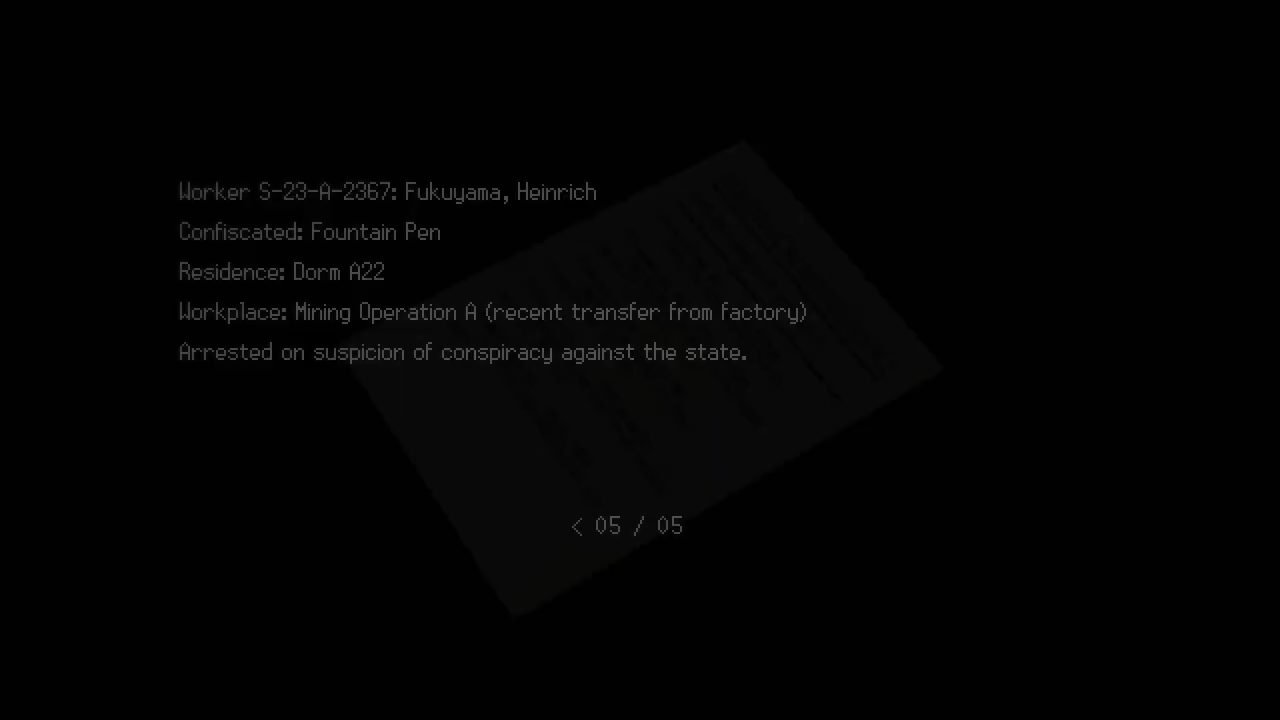 Worker S-23-A-2367: Fukuyama, Heinrich
Confiscated: Fountain Pen
Residence: Dorm A22
Workplace: Mining Operation A (recent transfer from factory)
Arrested on suspicion of conspiracy against the state.
< 05 / 05